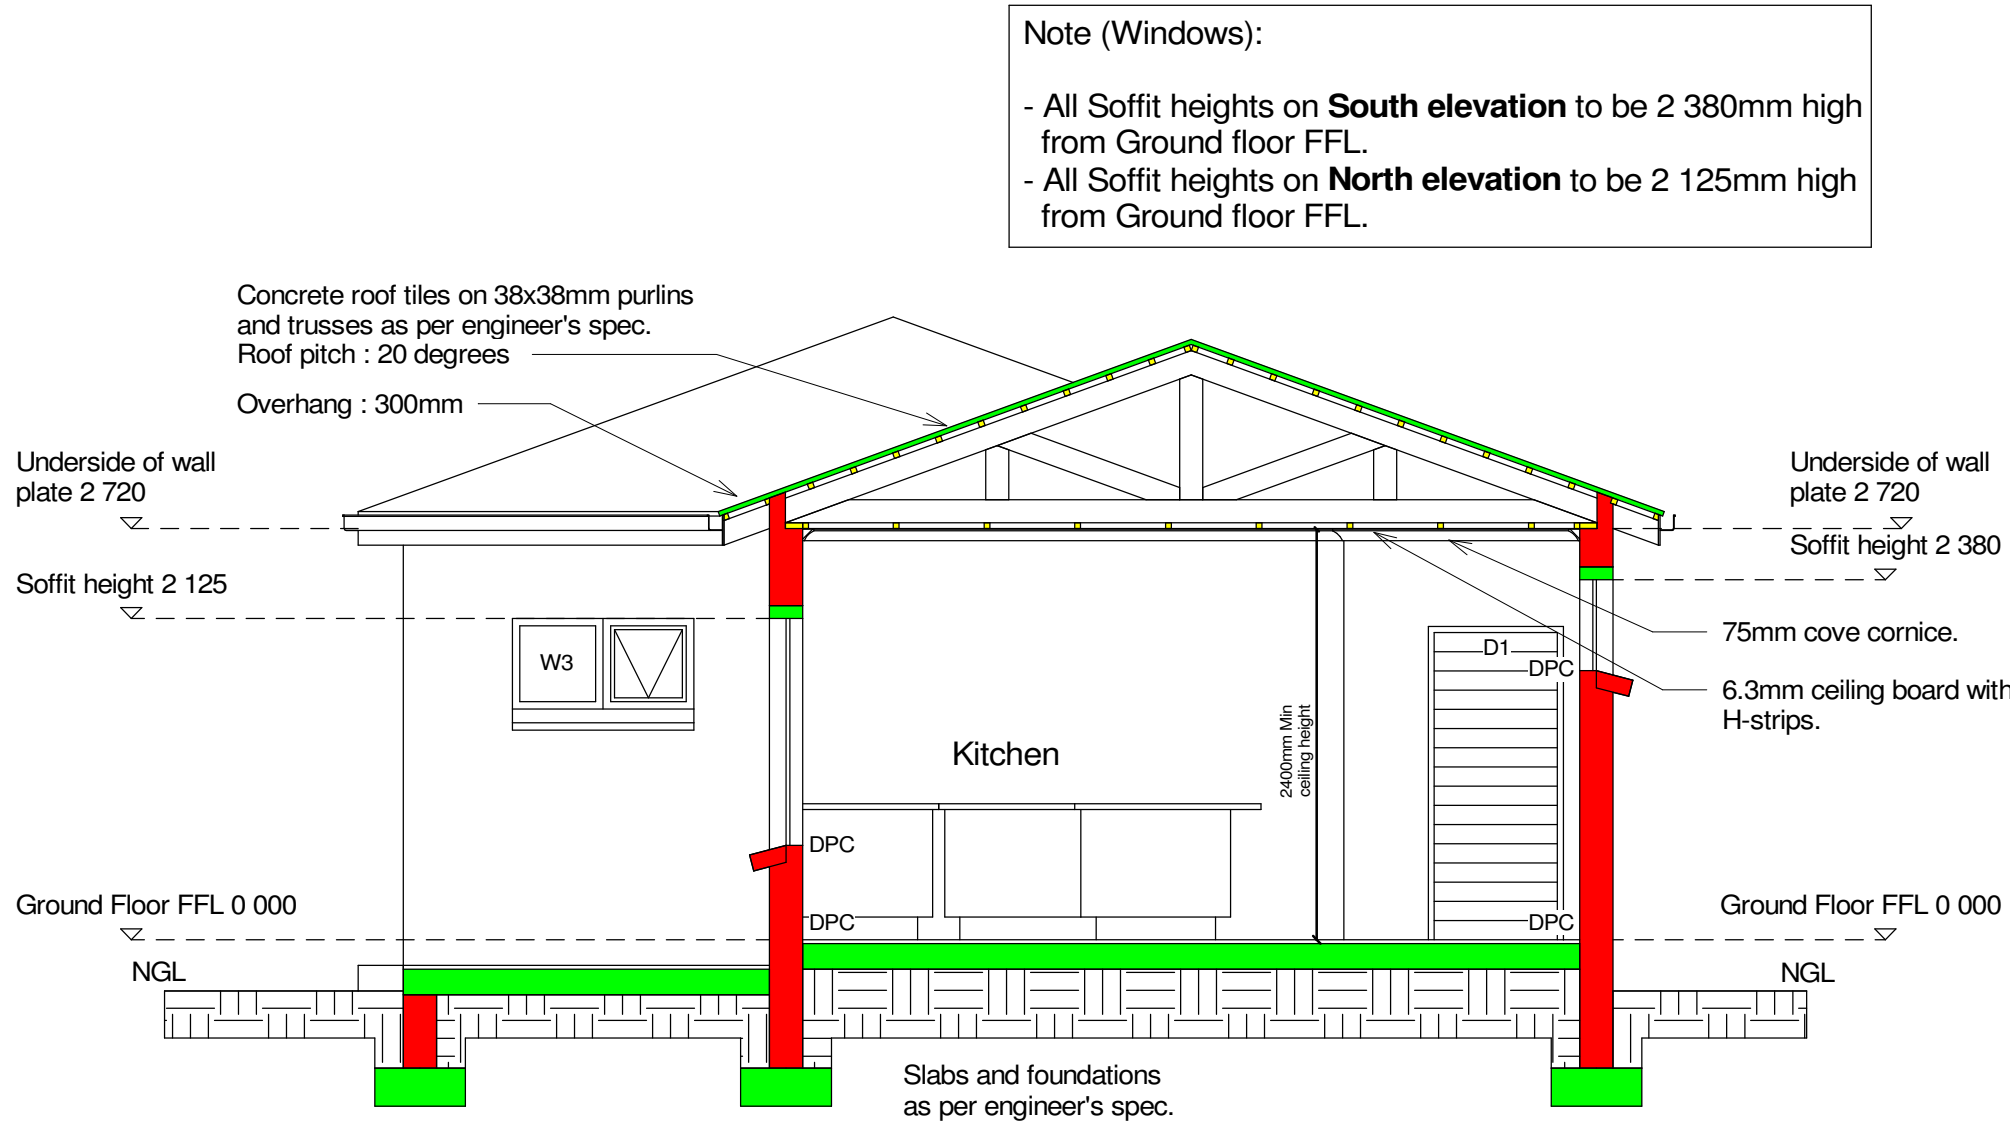 Note (Windows):
- All Soffit heights on South elevation to be 2 380mm high
from Ground floor FFL.
- All Soffit heights on North elevation to be 2 125mm high
from Ground floor FFL.
Concrete roof tiles on 38x38mm purlins
and trusses as per engineer's spec.
Roof pitch : 20 degrees
Overhang : 300mm
Underside of wall
plate 2 720
Underside of wall
plate 2 720
Soffit height 2 380
Soffit height 2 125
75mm cove cornice.
W3
D1
DPC
6.3mm ceiling board with
H-strips.
2400mm Min
ceiling height
Kitchen
DPC
Ground Floor FFL 0 000
DPC
DPC
Ground Floor FFL 0 000
NGL
NGL
Slabs and foundations
as per engineer's spec.